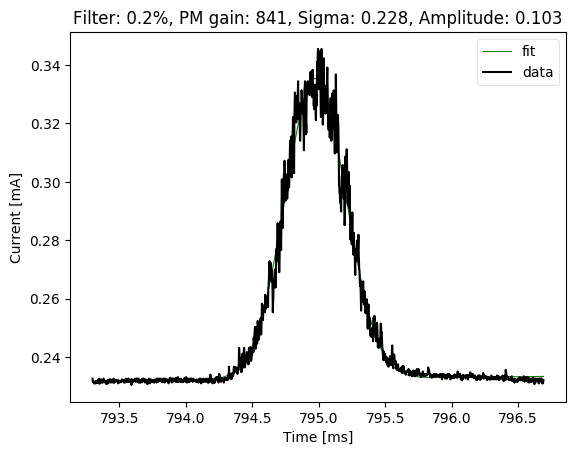 Filter: 0.2%, PM gain: 841, Sigma: 0.228, Amplitude: 0.103
fit
data
Current [mA]
0.34
0.32
0.30
0.28
0.26
0.24
793.5 794.0 794.5 795.0 795.5 796.0 796.5
Time [ms]